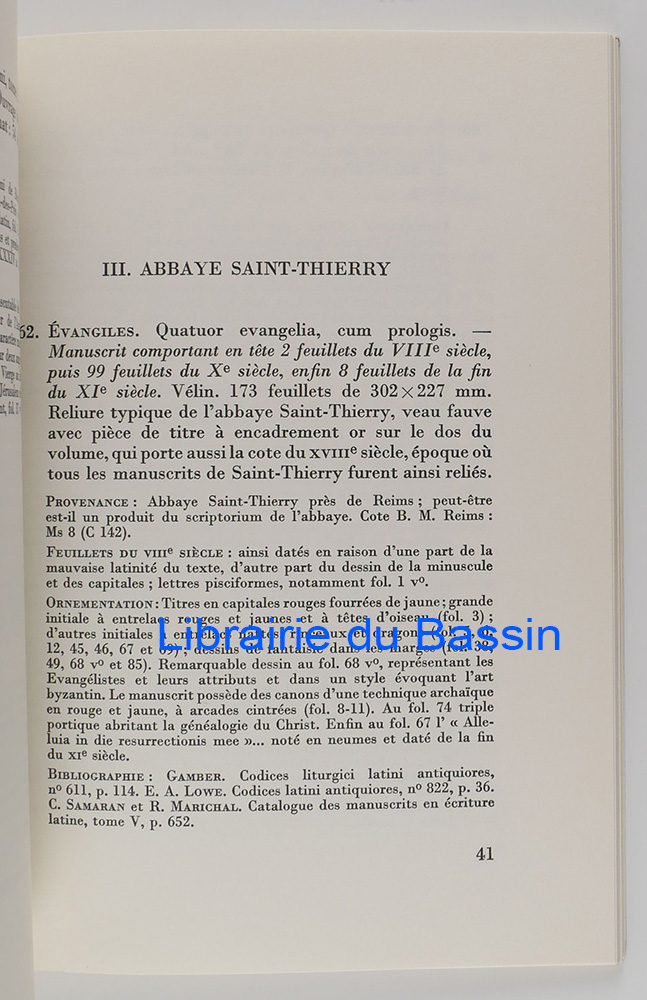 III. ABBAYE SAINT-THIERRY
52. ÉVANGILES. Quatuor evangelia, cum prologis. —
Manuscrit comportant en tête 2 feuillets du VIIIe siècle,
puis 99 feuillets du Xe siècle, enfin 8 feuillets de la fin
du XIe siècle. Vélin. 173 feuillets de 302×227 mm.
Reliure typique de l'abbaye Saint-Thierry, veau fauve
avec pièce de titre à encadrement or sur le dos du
volume, qui porte aussi la cote du XVIIIe siècle, époque où
tous les manuscrits de Saint-Thierry furent ainsi reliés.
PROVENANCE : Abbaye Saint-Thierry près de Reims ; peut-être
est-il un produit du scriptorium de l'abbaye. Cote B. M. Reims :
Ms 8 (C 142).
FEUILLETS DU VIIIe SIÈCLE : ainsi datés en raison d'une part de la
mauvaise latinité du texte, d'autre part du dessin de la minuscule
et des capitales ; lettres pisciformes, notamment fol. 1 vo.
ORNEMENTATION : Titres en capitales rouges fourrées de jaune ; grande
initiale à entrelacs rouges et jaunes et à têtes d'oiseau (fol. 3) ;
d'autres initiales à entrelacs nattés, rinceaux et dragons (fol.
Librairie du Bassin
12, 45, 46, 67 et 69) ; dessins de fantaisie dans les marges (fol. 38,
49, 68 vo et 85). Remarquable dessin au fol. 68 vo, représentant les
Evangélistes et leurs attributs et dans un style évoquant l'art
byzantin. Le manuscrit possède des canons d'une technique archaïque
en rouge et jaune, à arcades cintrées (fol. 8-11). Au fol. 74 triple
portique abritant la généalogie du Christ. Enfin au fol. 67 l' « Alle-
luia in die resurrectionis mee »... noté en neumes et daté de la fin
du XIe siècle.
BIBLIOGRAPHIE : GAMBER. Codices liturgici latini antiquiores,
no 611, p. 114. E. A. LOWE. Codices latini antiquiores, no 822, p. 36.
C. SAMARAN et R. MARICHAL. Catalogue des manuscrits en écriture
latine, tome V, p. 652.
41